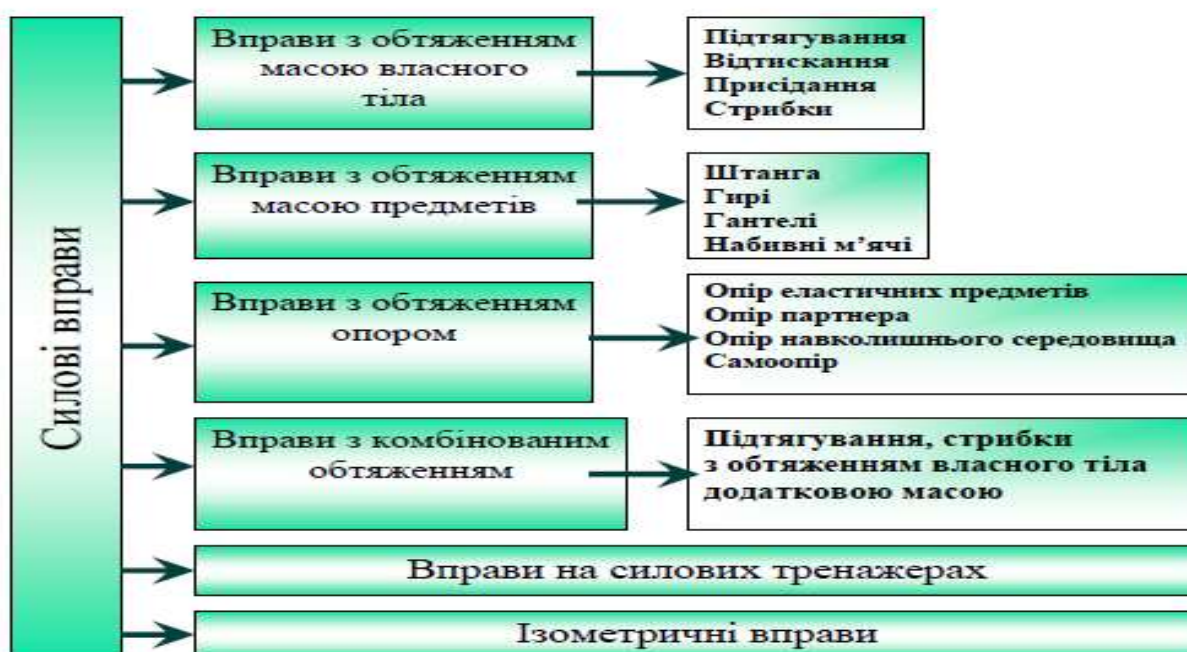 Силові вправи
Вправи з обтяженням
масою власного
тіла
Підтягування
Відтискання
Присідання
Стрибки
Вправи з обтяженням
масою предметів
Штанга
Гирі
Гантелі
Набивні м’ячі
Вправи з обтяженням
опором
Опір еластичних предметів
Опір партнера
Опір навколишнього середовища
Самоопір
Вправи з комбінованим
обтяженням
Підтягування, стрибки
з обтяженням власного тіла
додатковою масою
Вправи на силових тренажерах
Ізометричні вправи